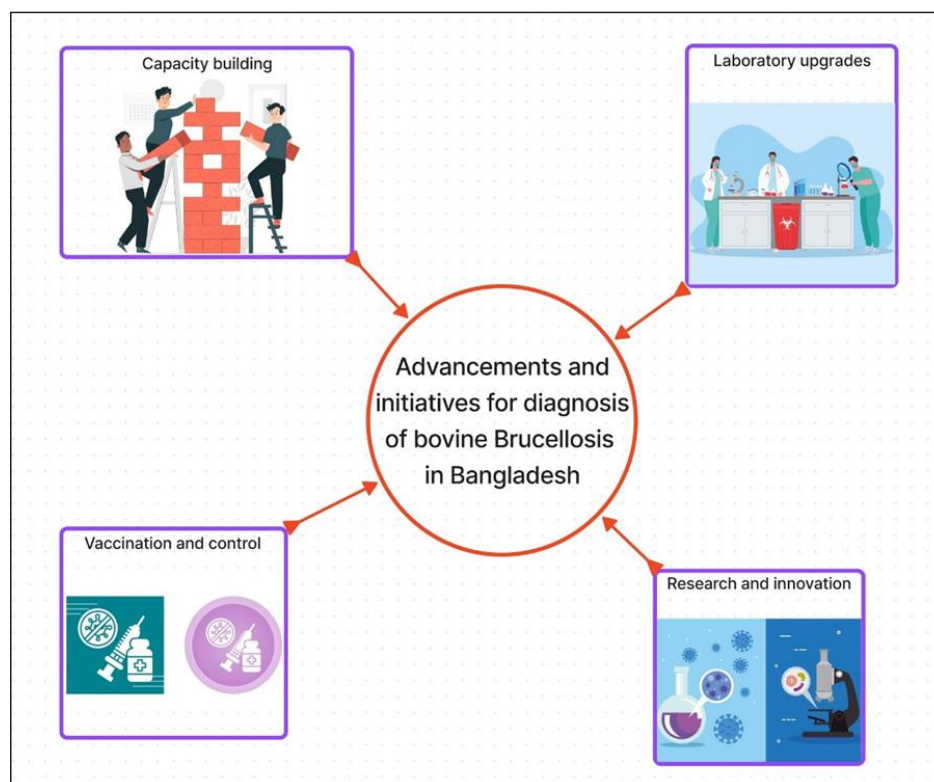 Capacity building
Laboratory upgrades
Advancements and
initiatives for diagnosis
of bovine Brucellosis
in Bangladesh
Vaccination and control
Research and innovation